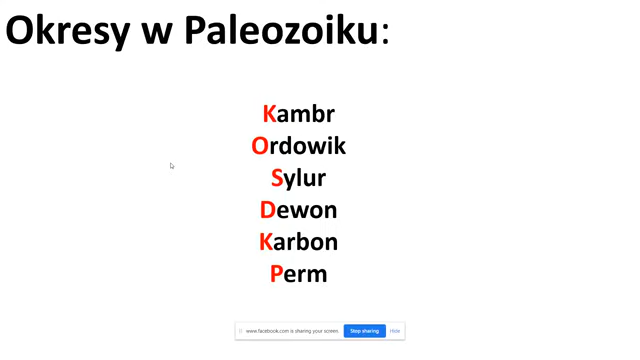 Okresy w Paleozoiku:
Kambr
Ordowik
Sylur
Dewon
Karbon
Perm
www.facebook.com is sharing your screen. Stop sharing Hide